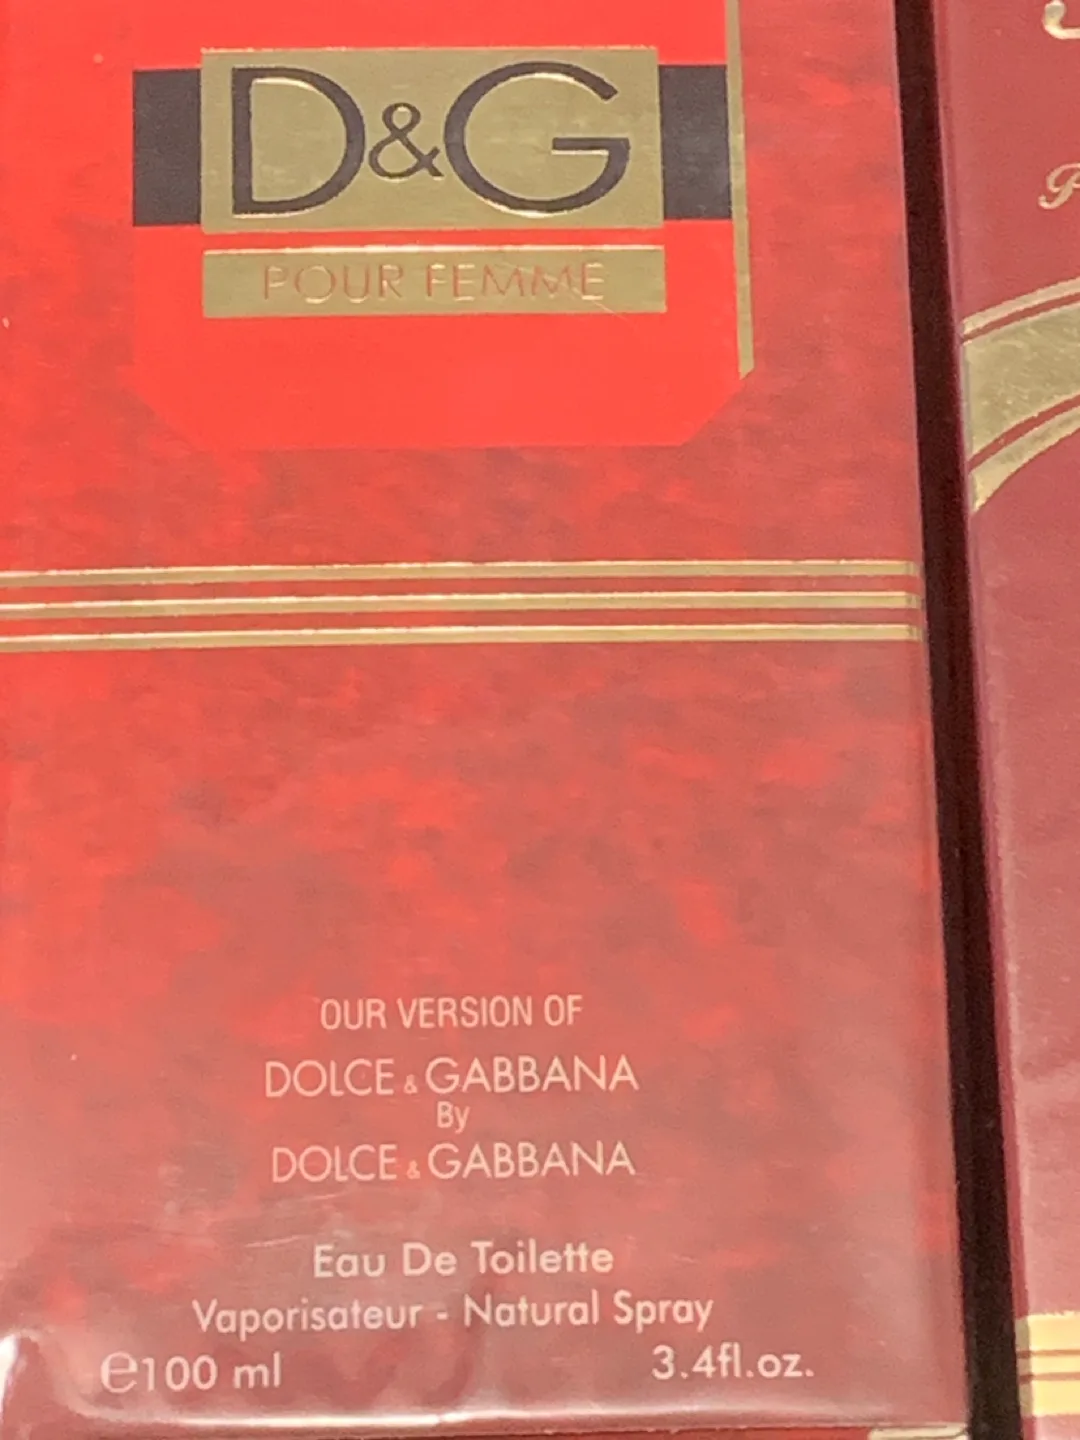 D&G
POUR FEMME
OUR VERSION OF
DOLCE & GABBANA
By
DOLCE & GABBANA
Eau De Toilette
Vaporisateur - Natural Spray
℮100 ml 3.4fl.oz.